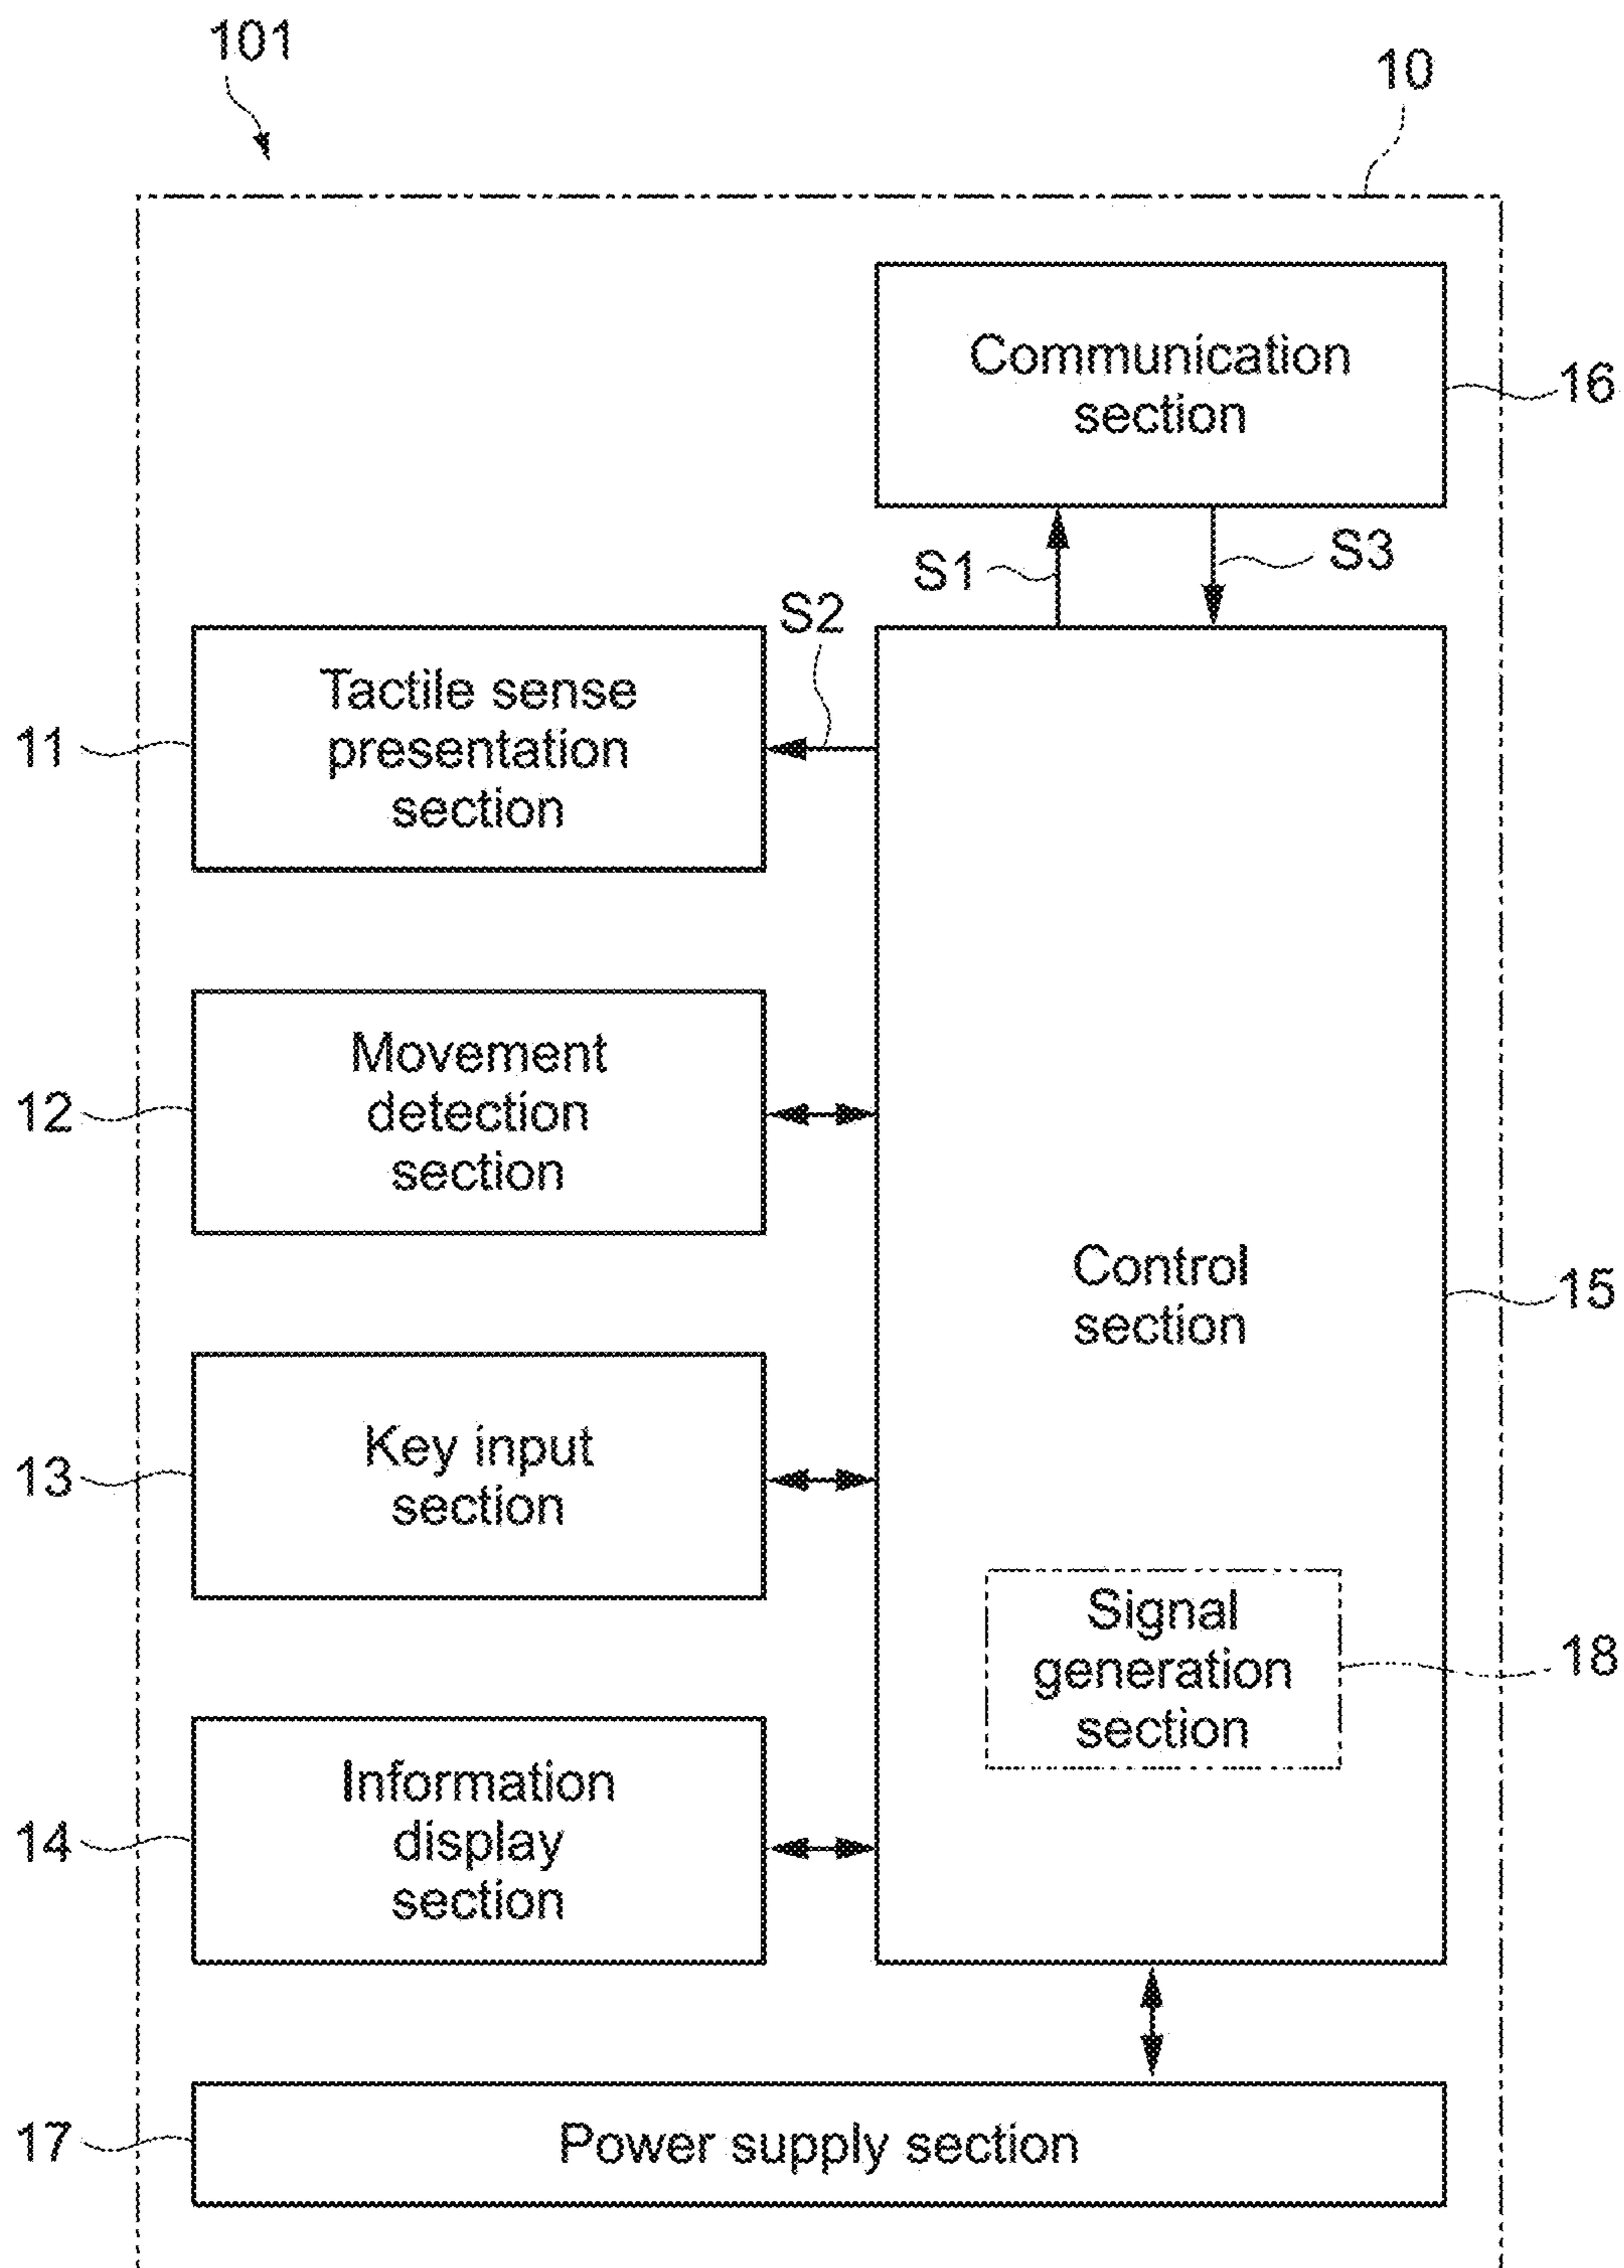 101
10
Communication
section
16
S1
S3
S2
Tactile sense
presentation
section
11
Movement
detection
section
12
Control
section
15
Key input
section
13
Signal
generation
section
18
Information
display
section
14
Power supply section
17